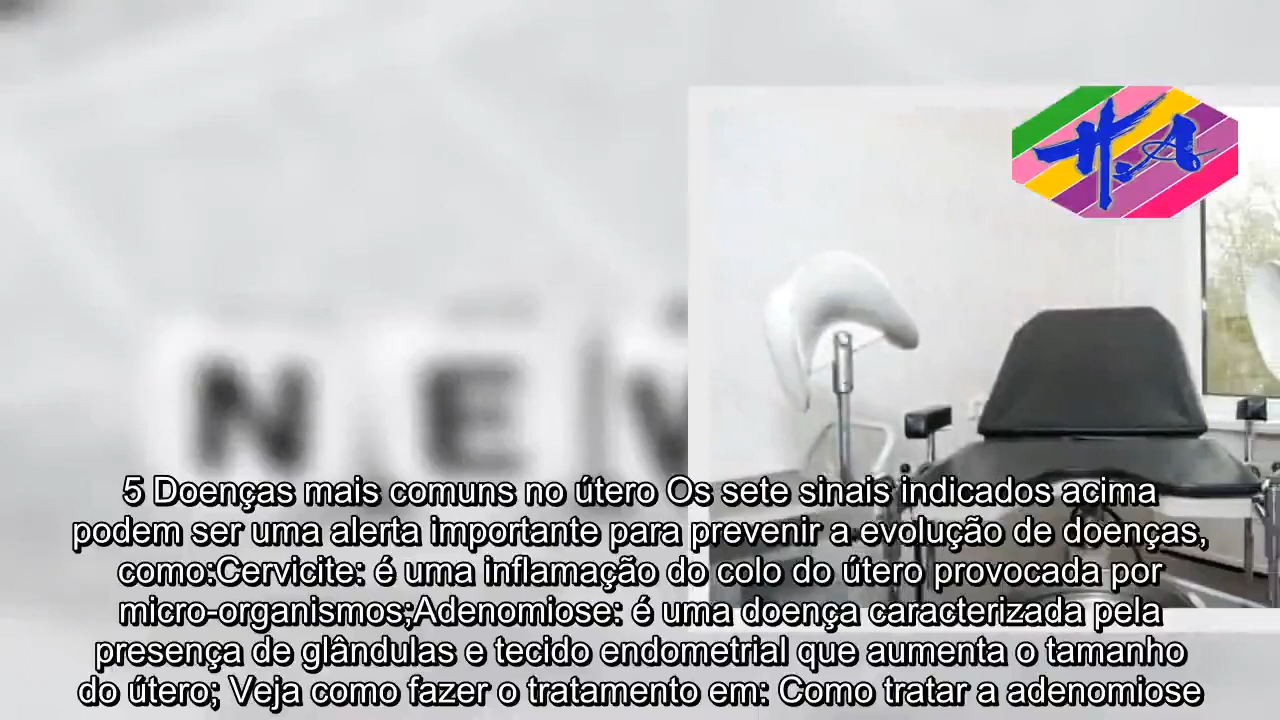 H.A
NEW
5 Doenças mais comuns no útero Os sete sinais indicados acima
podem ser uma alerta importante para prevenir a evolução de doenças,
como:Cervicite: é uma inflamação do colo do útero provocada por
micro-organismos;Adenomiose: é uma doença caracterizada pela
presença de glândulas e tecido endometrial que aumenta o tamanho
do útero; Veja como fazer o tratamento em: Como tratar a adenomiose